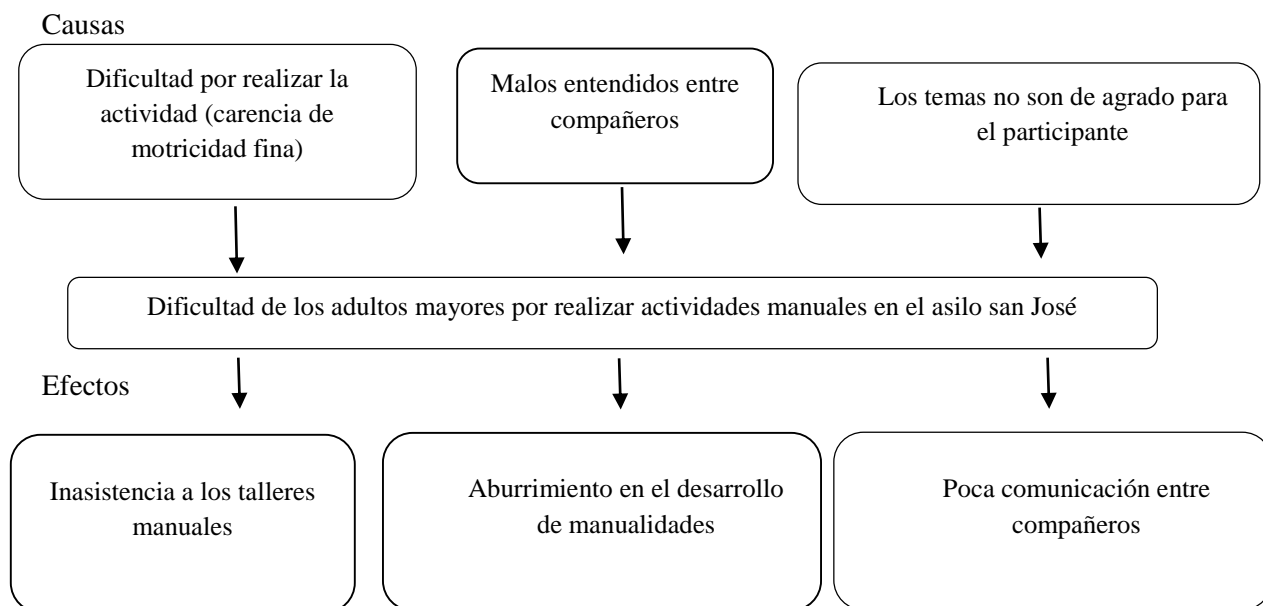 Causas
Dificultad por realizar la
actividad (carencia de
motricidad fina)
Malos entendidos entre
compañeros
Los temas no son de agrado para
el participante
Dificultad de los adultos mayores por realizar actividades manuales en el asilo san José
Efectos
Inasistencia a los talleres
manuales
Aburrimiento en el desarrollo
de manualidades
Poca comunicación entre
compañeros